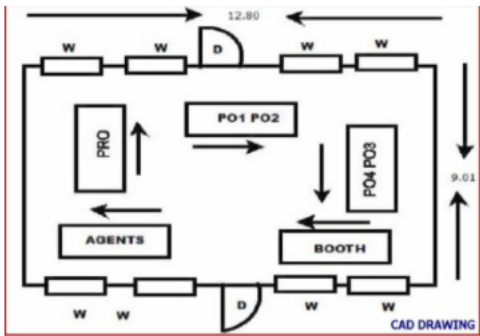 12.80
W W D W W
PO1 PO2
PRO
PO4 PO3
9.01
AGENTS
BOOTH
W W D W W
CAD DRAWING